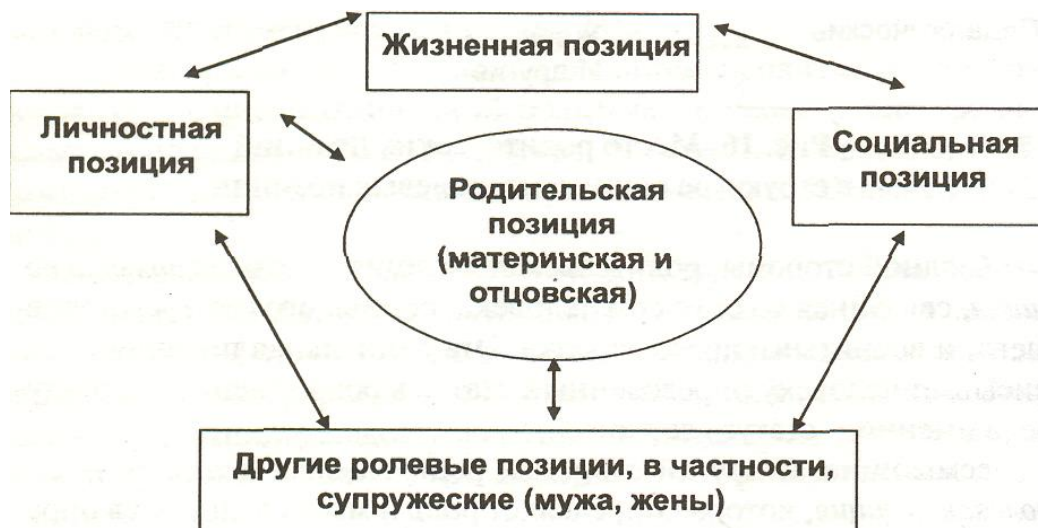 Жизненная позиция
Личностная
позиция
Социальная
позиция
Родительская
позиция
(материнская и
отцовская)
Другие ролевые позиции, в частности,
супружеские (мужа, жены)